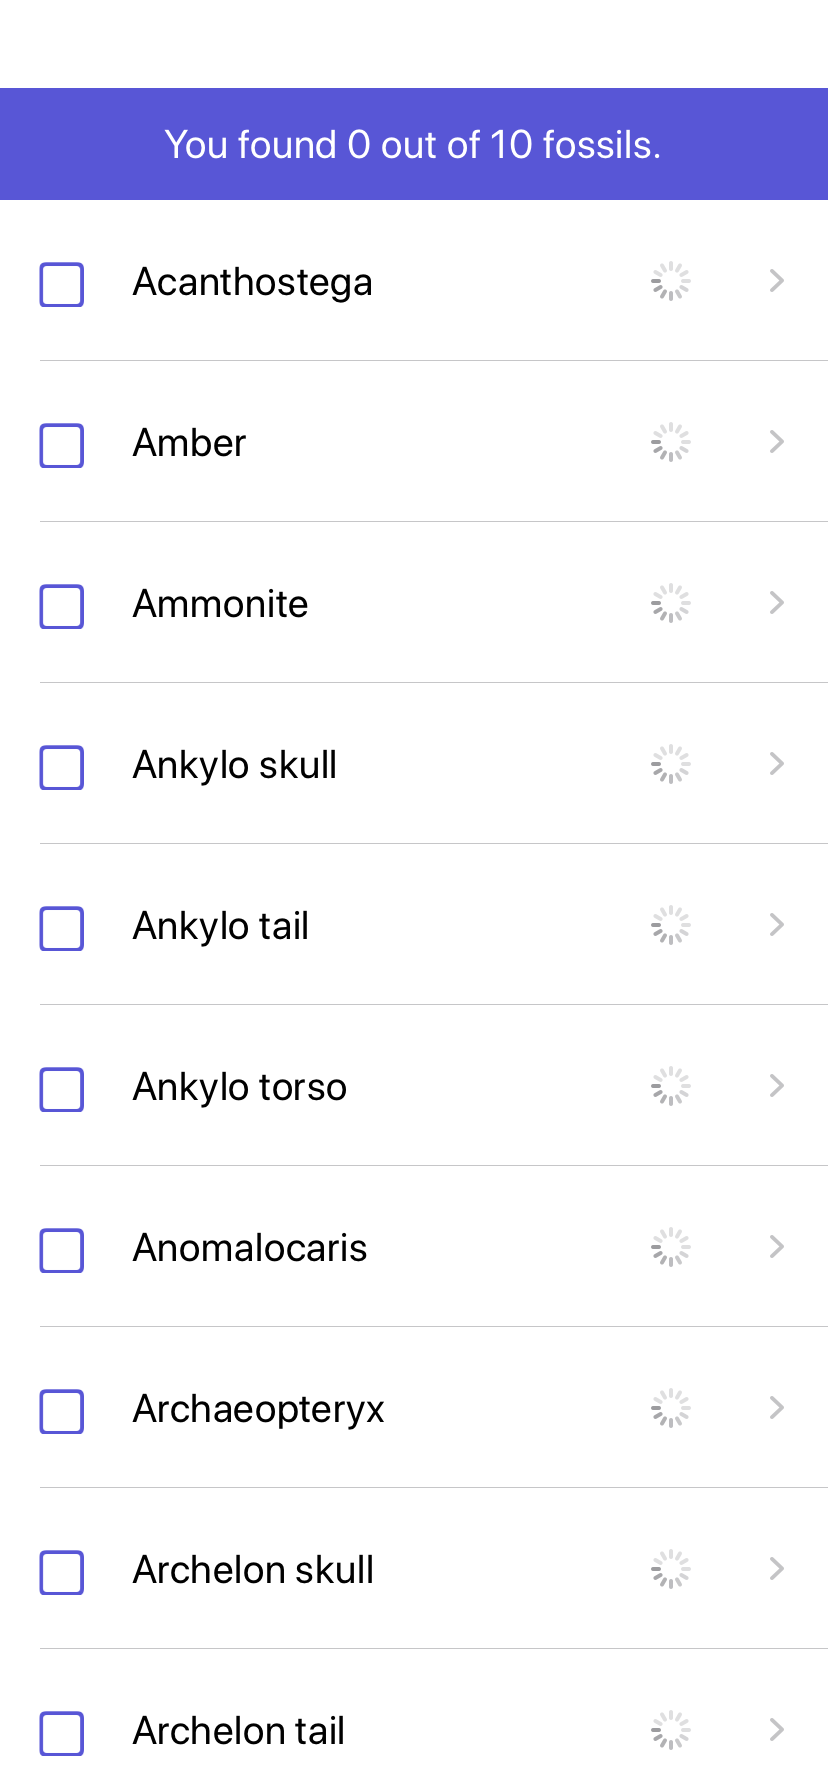 You found 0 out of 10 fossils.
Acanthostega
Amber
Ammonite
Ankylo skull
Ankylo tail
Ankylo torso
Anomalocaris
Archaeopteryx
Archelon skull
Archelon tail